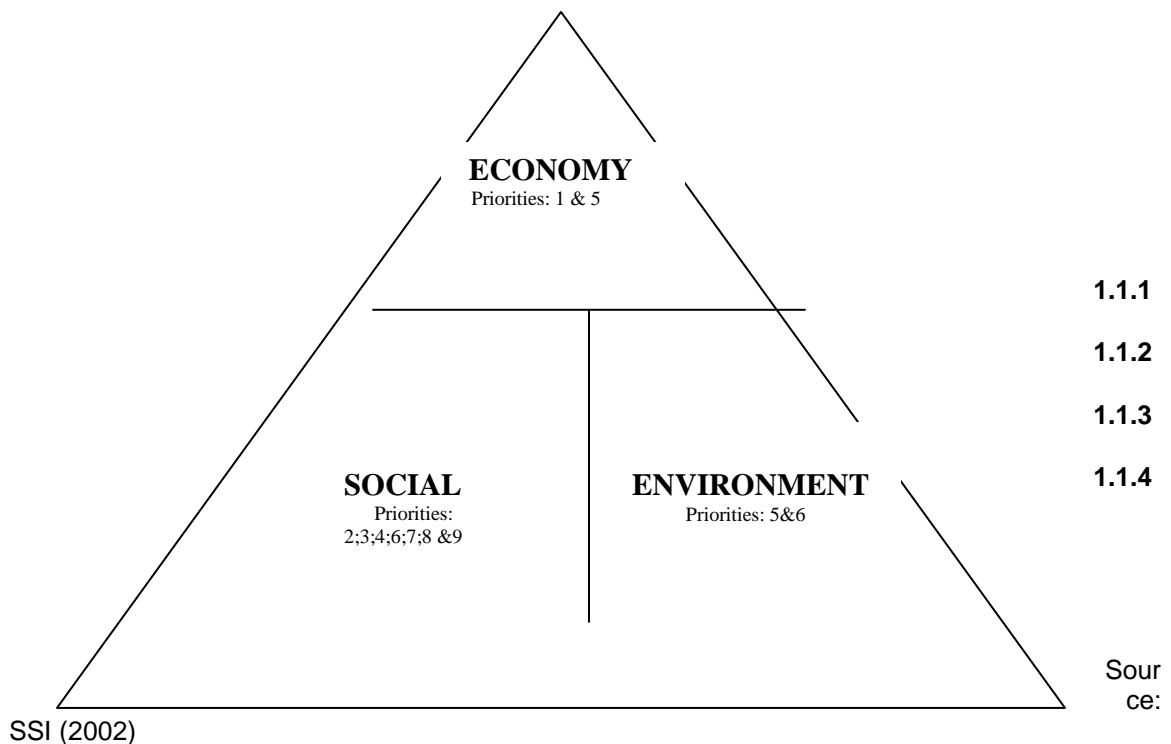 ECONOMY
Priorities: 1 & 5
1.1.1
1.1.2
1.1.3
1.1.4
SOCIAL
Priorities:
2;3;4;6;7;8 &9
ENVIRONMENT
Priorities: 5&6
Sour
ce:
SSI (2002)